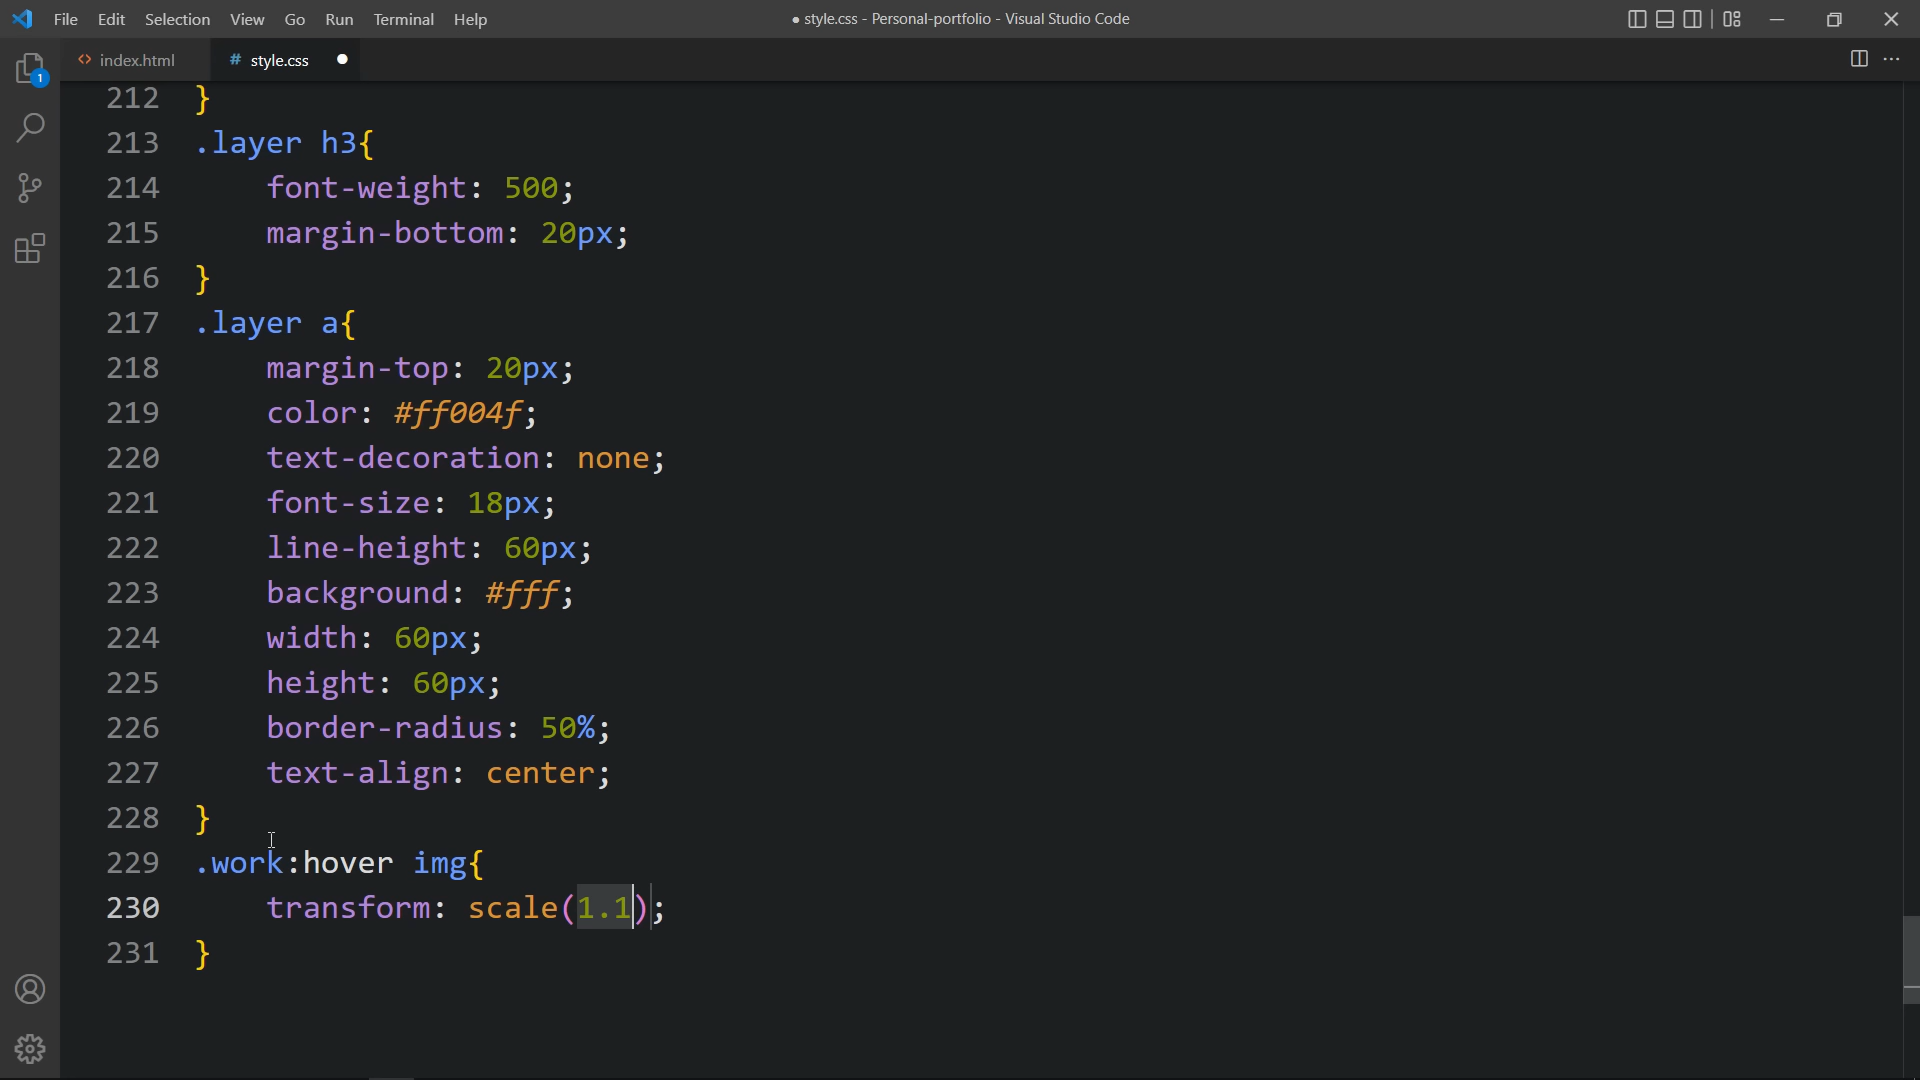 File Edit Selection View Go Run Terminal Help
● style.css - Personal-portfolio - Visual Studio Code
<> index.html
# style.css ●
1
212 }
213 .layer h3{
214 font-weight: 500;
215 margin-bottom: 20px;
216 }
217 .layer a{
218 margin-top: 20px;
219 color: #ff004f;
220 text-decoration: none;
221 font-size: 18px;
222 line-height: 60px;
223 background: #fff;
224 width: 60px;
225 height: 60px;
226 border-radius: 50%;
227 text-align: center;
228 }
229 .work:hover img{
230 transform: scale(1.1);
231 }